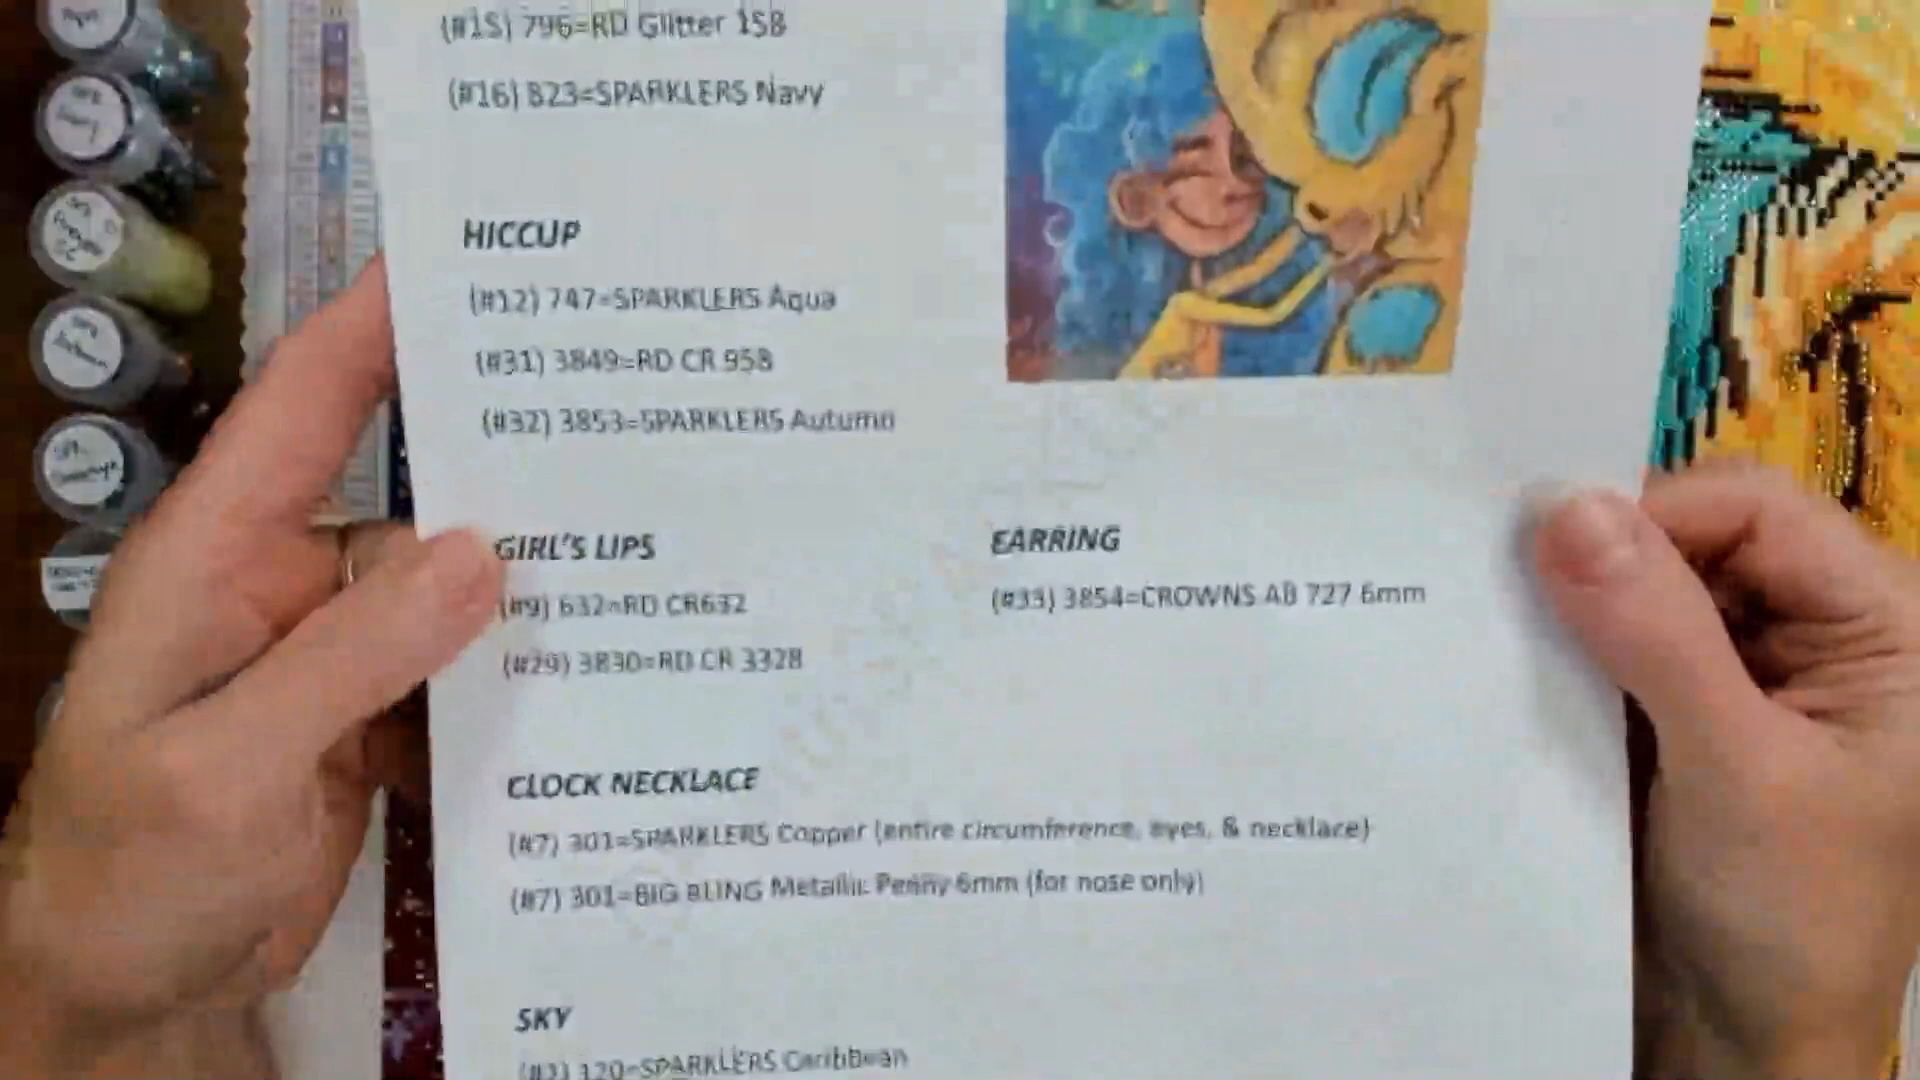 (#15) 796=RD Glitter 158
(#16) 823=SPARKLERS Navy
HICCUP
(#12) 747=SPARKLERS Aqua
(#31) 3849=RD CR 958
(#32) 3853=SPARKLERS Autumn
GIRL'S LIPS
(#9) 632=RD CR632
(#29) 3830=RD CR 3328
EARRING
(#33) 3854=CROWNS AB 727 6mm
CLOCK NECKLACE
(#7) 301=SPARKLERS Copper (entire circumference, eyes, & necklace)
(#7) 301=BIG BLING Metallic Penny 6mm (for nose only)
SKY
120=SPARKLERS Caribbean